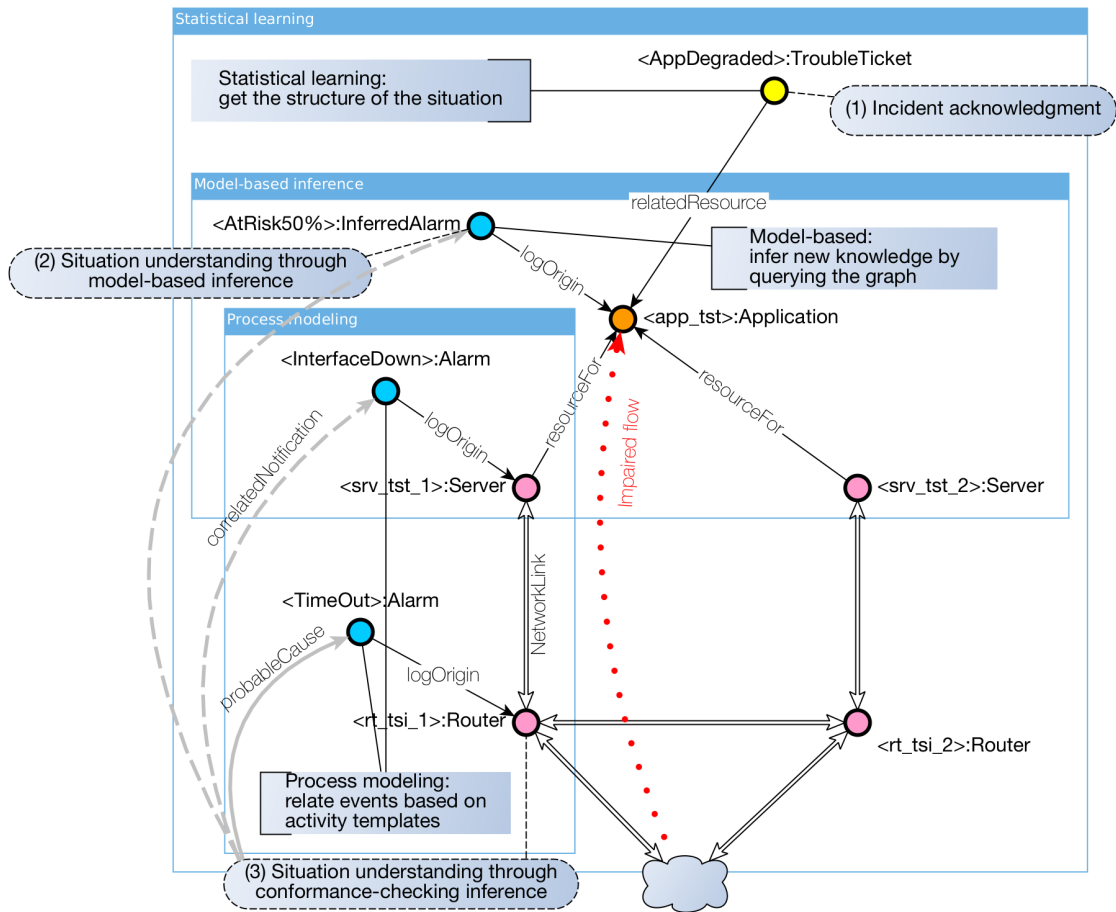 Statistical learning
<AppDegraded>:TroubleTicket
Statistical learning:
get the structure of the situation
(1) Incident acknowledgment
Model-based inference
relatedResource
<AtRisk50%>:InferredAlarm
(2) Situation understanding through
model-based inference
logOrigin
Model-based:
infer new knowledge by
querying the graph
Process modeling
<app_tst>:Application
<InterfaceDown>:Alarm
resourceFor
resourceFor
logOrigin
Impaired flow
correlatedNotification
<srv_tst_1>:Server
<srv_tst_2>:Server
NetworkLink
<TimeOut>:Alarm
probableCause
logOrigin
<rt_tsi_1>:Router
<rt_tsi_2>:Router
Process modeling:
relate events based on
activity templates
(3) Situation understanding through
conformance-checking inference